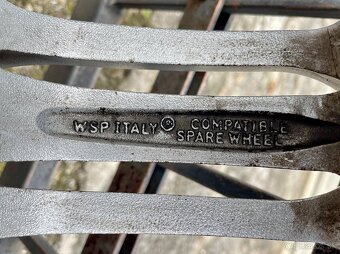 WSP ITALY ® COMPATIBLE
SPARE WHEEL